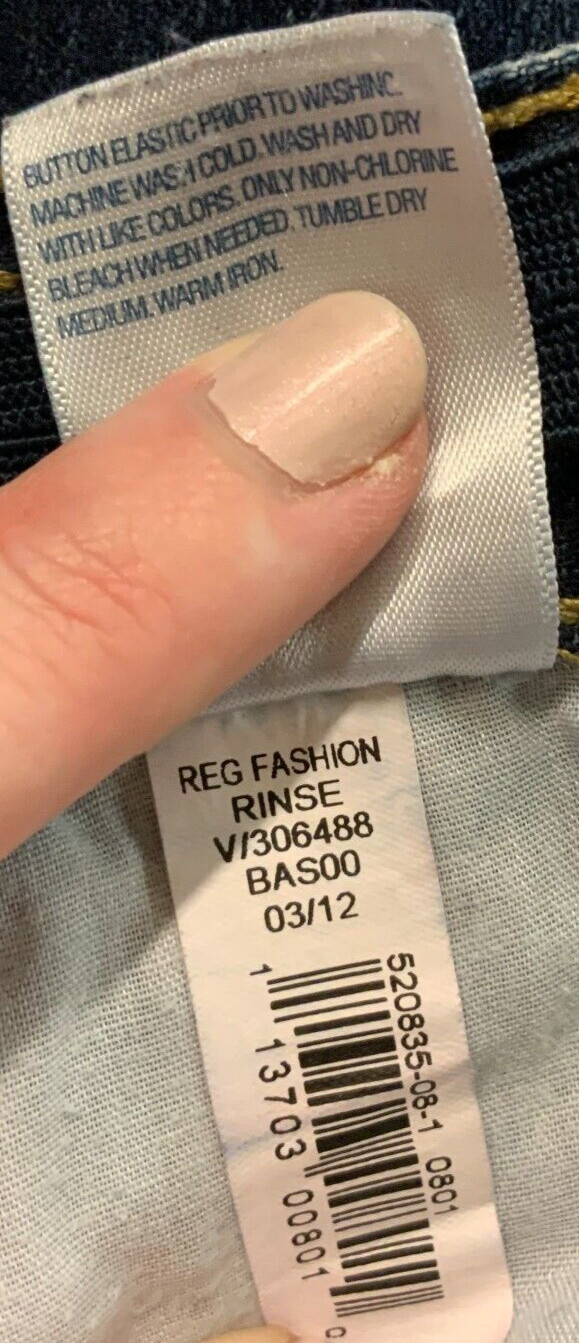 BUTTON ELASTIC PRIOR TO WASHING.
MACHINE WASH COLD. WASH AND DRY
WITH LIKE COLORS. ONLY NON-CHLORINE
BLEACH WHEN NEEDED. TUMBLE DRY
MEDIUM. WARM IRON.
REG FASHION
RINSE
V/306488
BAS00
03/12
520835-08-1 0801
1 13703 00801 0